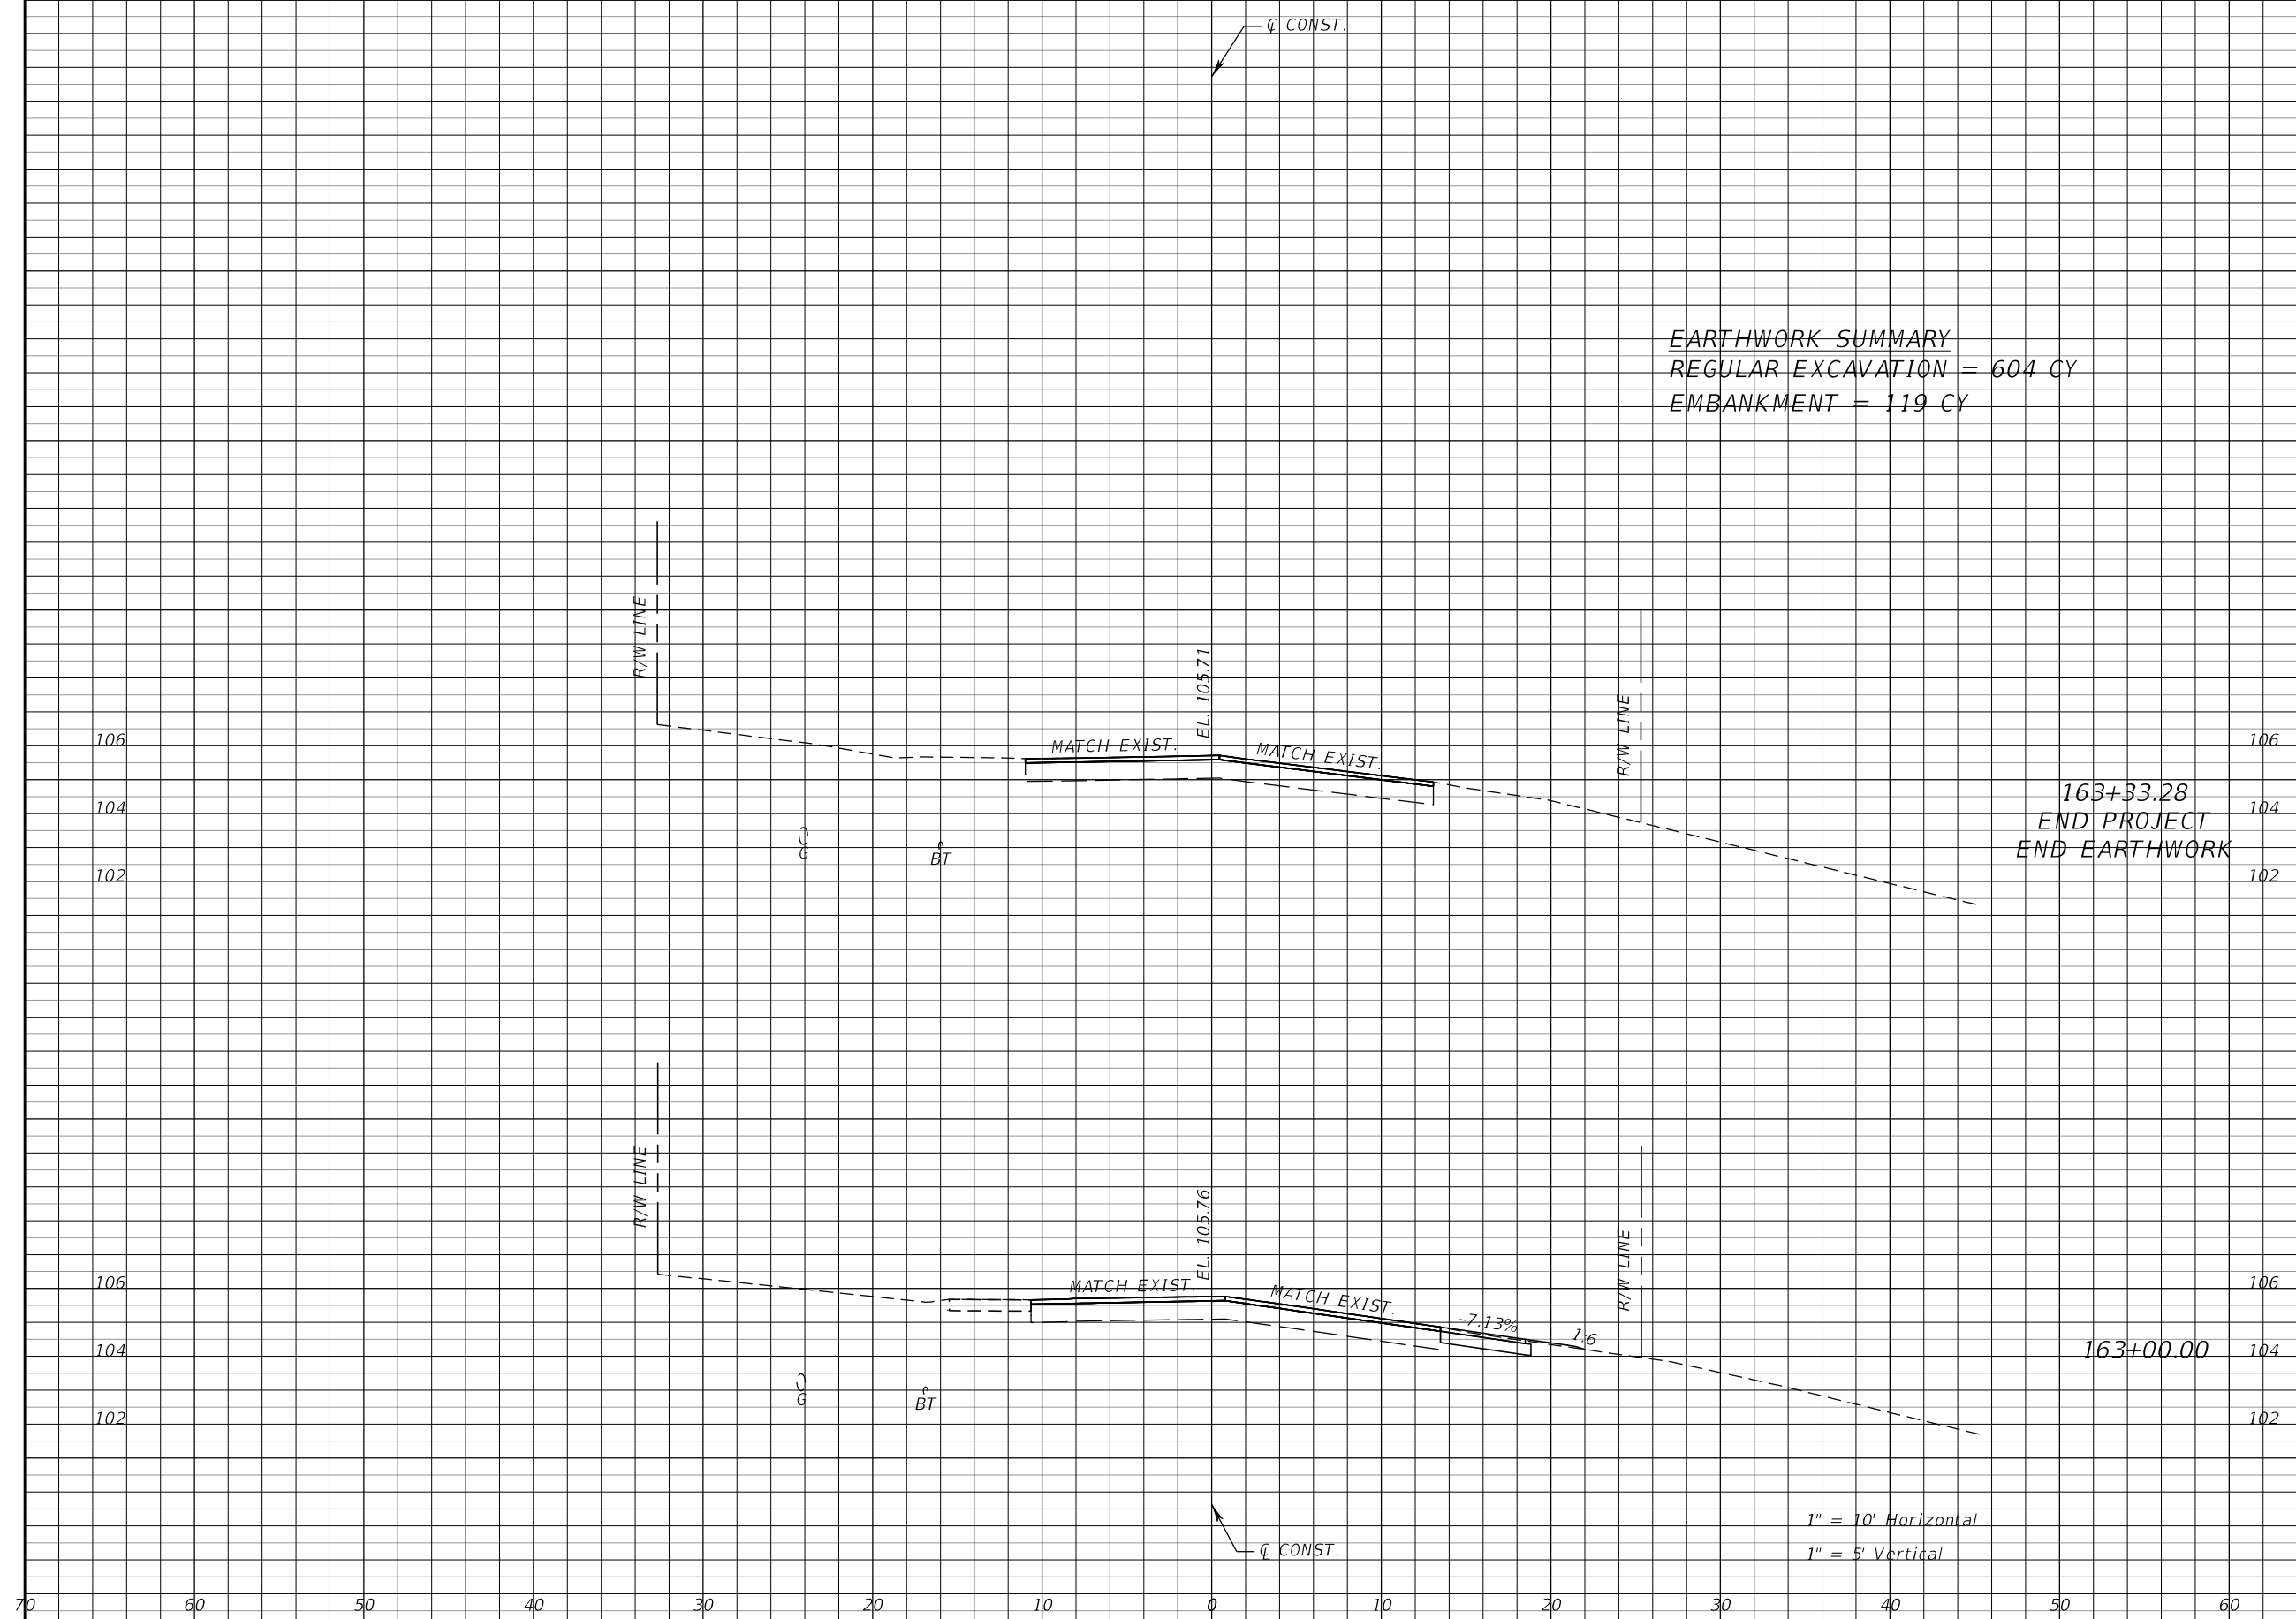 ℄ CONST.
EARTHWORK SUMMARY
REGULAR EXCAVATION = 604 CY
EMBANKMENT = 119 CY
R/W LINE
EL. 105.71
R/W LINE
106
MATCH EXIST.
MATCH EXIST.
106
163+33.28
END PROJECT
END EARTHWORK
104
104
G
BT
102
102
R/W LINE
EL. 105.76
R/W LINE
106
MATCH EXIST.
MATCH EXIST.
106
-7.13%
1:6
104
163+00.00
104
G
BT
102
102
1" = 10' Horizontal
℄ CONST.
1" = 5' Vertical
70 60 50 40 30 20 10 0 10 20 30 40 50 60